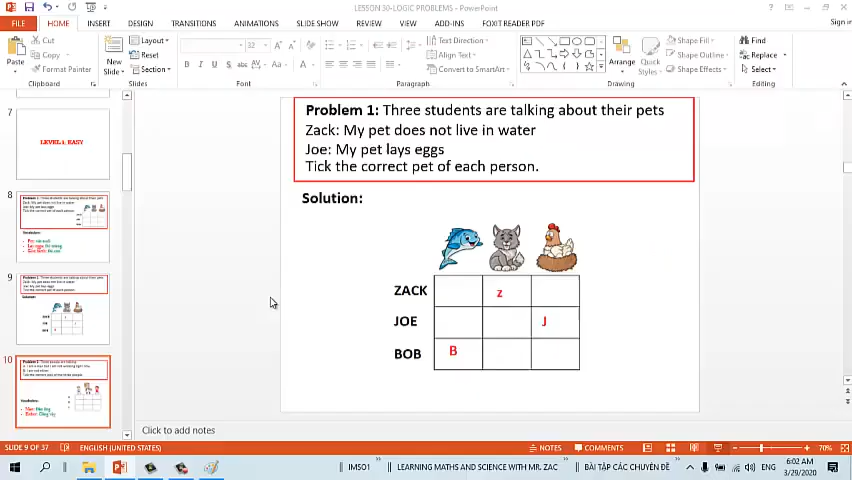 LESSON 30-LOGIC PROBLEMS - PowerPoint
FILE HOME INSERT DESIGN TRANSITIONS ANIMATIONS SLIDE SHOW REVIEW VIEW ADD-INS FOXIT READER PDF
Sign in
Paste
Cut
Copy
Format Painter
Clipboard
New
Slide
Layout
Reset
Section
Slides
32
B I U S abc AV Aa A
Font
Text Direction
Align Text
Convert to SmartArt
Paragraph
Arrange
Quick
Styles
Shape Fill
Shape Outline
Shape Effects
Drawing
Find
Replace
Select
Editing
7
LEVEL 1: EASY
8
9
10
Problem 1: Three students are talking about their pets
Zack: My pet does not live in water
Joe: My pet lays eggs
Tick the correct pet of each person.
Solution:
ZACK z
JOE J
BOB B
Click to add notes
SLIDE 9 OF 37 ENGLISH (UNITED STATES) NOTES COMMENTS 70%
IMSO1 LEARNING MATHS AND SCIENCE WITH MR. ZAC BÀI TẬP CÁC CHUYÊN ĐỀ ENG 6:02 AM
3/29/2020